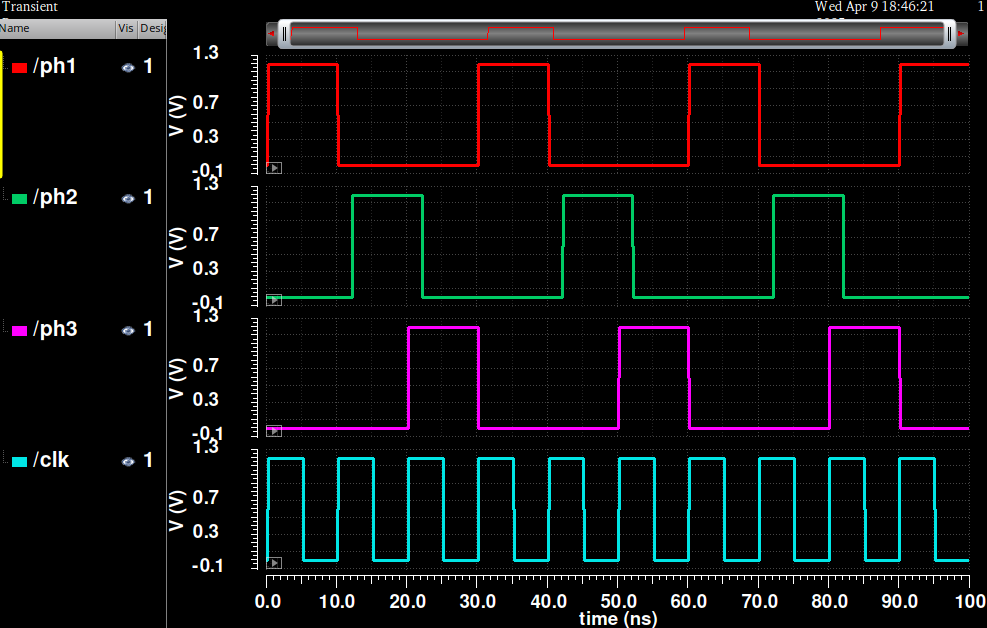 Transient Wed Apr 9 18:46:21 1
Name Vis Desig
/ph1 1
V (V)
1.3
0.7
0.3
-0.1
/ph2 1
V (V)
1.3
0.7
0.3
-0.1
/ph3 1
V (V)
1.3
0.7
0.3
-0.1
/clk 1
V (V)
1.3
0.7
0.3
-0.1
0.0 10.0 20.0 30.0 40.0 50.0 60.0 70.0 80.0 90.0 100
time (ns)